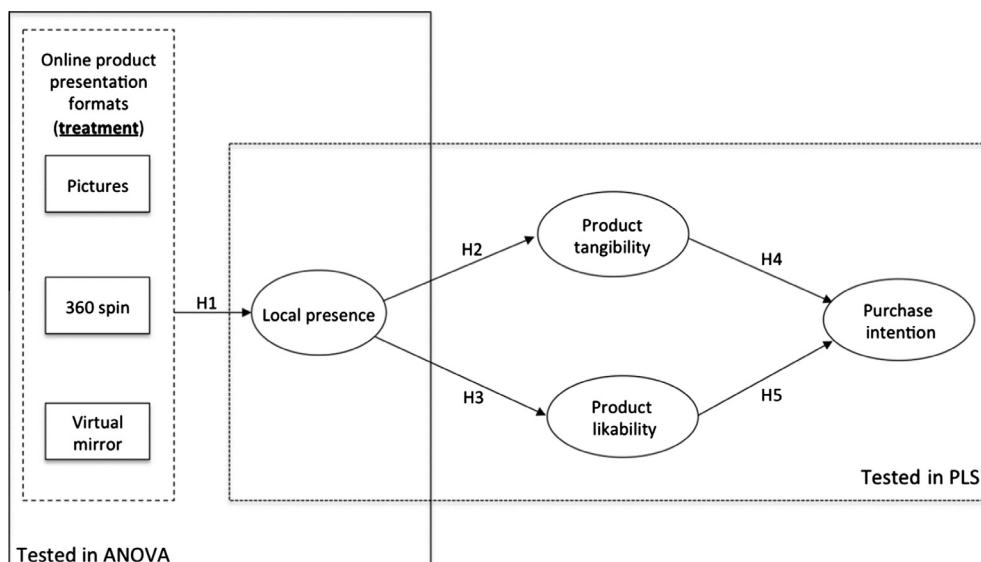 Online product
presentation
formats
(treatment)
Pictures
360 spin
Virtual
mirror
H1
Local presence
H2
H3
Product
tangibility
Product
likability
H4
H5
Purchase
intention
Tested in PLS
Tested in ANOVA